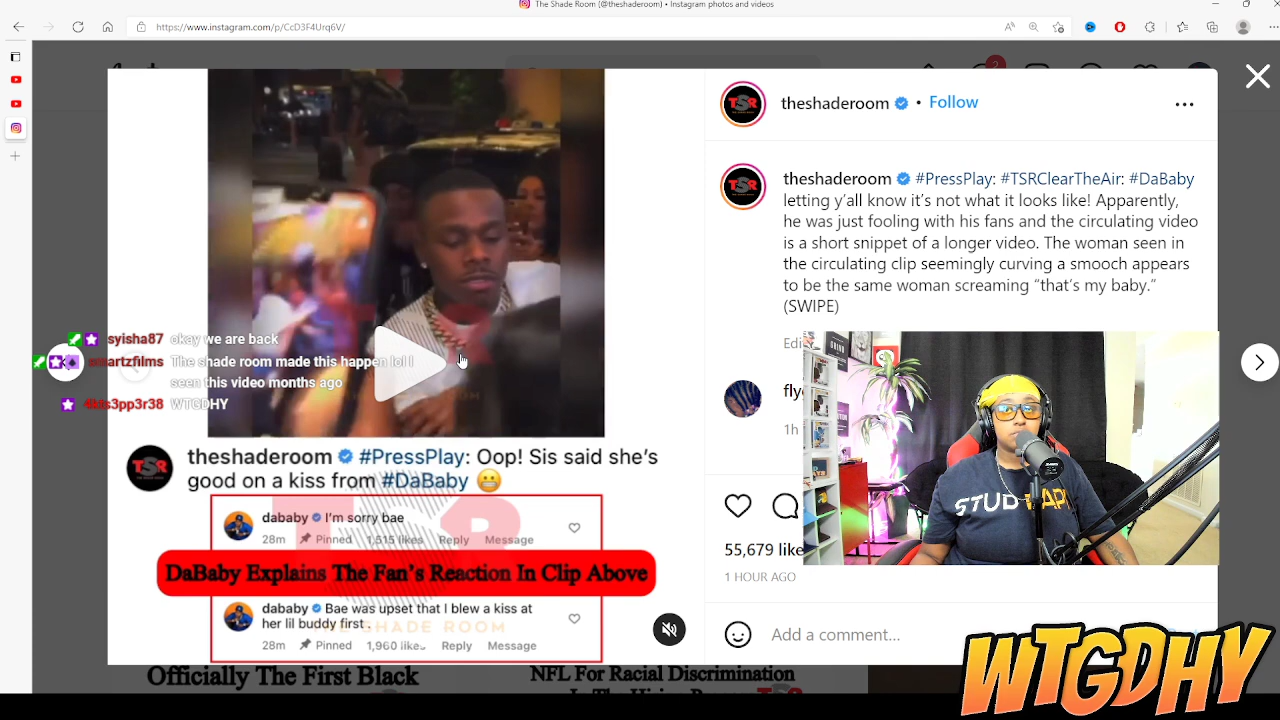 The Shade Room (@theshaderoom) • Instagram photos and videos
https://www.instagram.com/p/CcD3F4Urq6V/
2
theshaderoom • Follow
theshaderoom #PressPlay: #TSRClearTheAir: #DaBaby
letting y'all know it's not what it looks like! Apparently,
he was just fooling with his fans and the circulating video
is a short snippet of a longer video. The woman seen in
the circulating clip seemingly curving a smooch appears
to be the same woman screaming "that's my baby."
(SWIPE)
1h
55,679 like
1 HOUR AGO
Add a comment...
syisha87 okay we are back
The shade room made this happen lol I
seen this video months ago
WTGDHY
TSR
theshaderoom #PressPlay: Oop! Sis said she's
good on a kiss from #DaBaby
dababy I'm sorry bae
28m Pinned 1,515 likes Reply Message
DaBaby Explains The Fan's Reaction In Clip Above
dababy Bae was upset that I blew a kiss at
her lil buddy first .
28m Pinned 1,960 likes Reply Message
THE SHADE ROOM
Officially The First Black
NFL For Racial Discrimination
STUD
WTGDHY